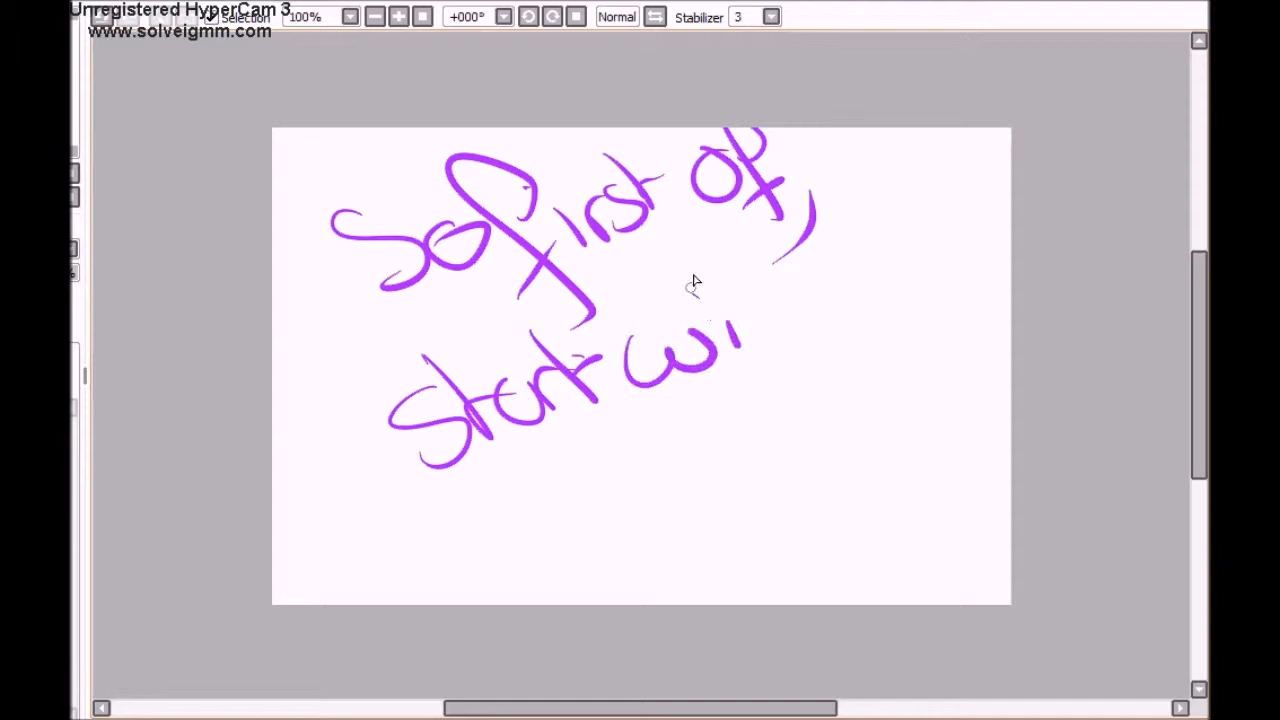 Unregistered HyperCam 3
www.solveigmm.com
Selection 100% +000° Normal Stabilizer 3
So first of,
start wi